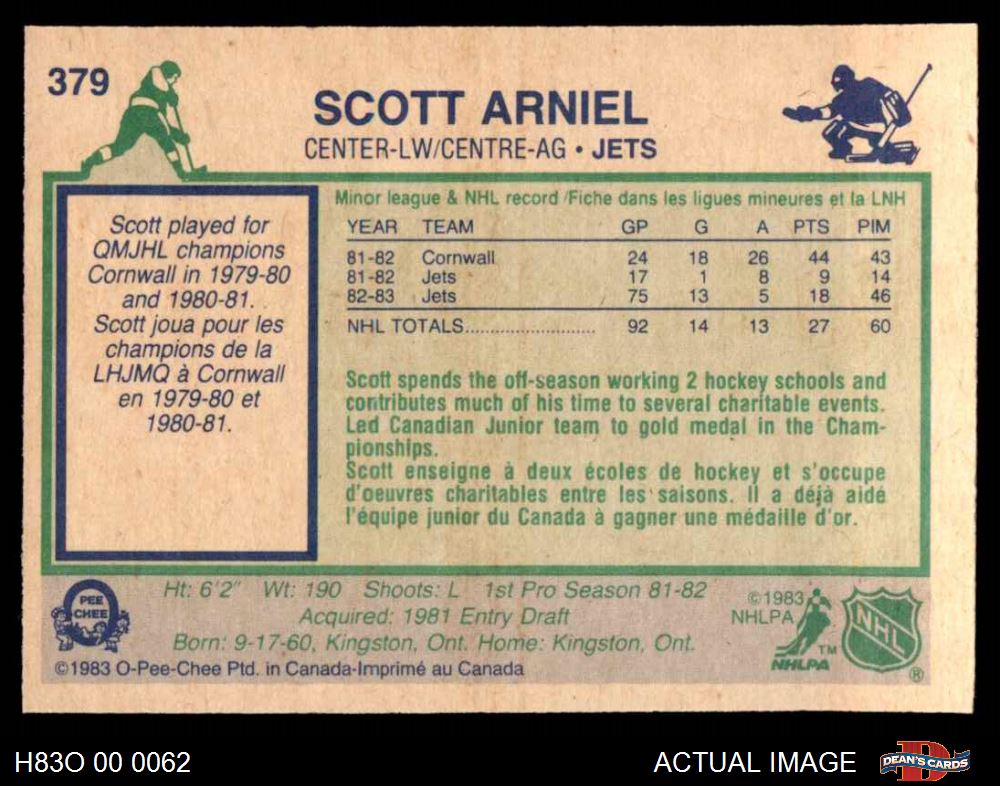 379
SCOTT ARNIEL
CENTER-LW/CENTRE-AG • JETS
Scott played for
QMJHL champions
Cornwall in 1979-80
and 1980-81.
Scott joua pour les
champions de la
LHJMQ à Cornwall
en 1979-80 et
1980-81.
Minor league & NHL record /Fiche dans les ligues mineures et la LNH
YEAR TEAM GP G A PTS PIM
81-82 Cornwall 24 18 26 44 43
81-82 Jets 17 1 8 9 14
82-83 Jets 75 13 5 18 46
NHL TOTALS............................ 92 14 13 27 60
Scott spends the off-season working 2 hockey schools and
contributes much of his time to several charitable events.
Led Canadian Junior team to gold medal in the Cham-
pionships.
Scott enseigne à deux écoles de hockey et s'occupe
d'oeuvres charitables entre les saisons. Il a déjà aidé
l'équipe junior du Canada à gagner une médaille d'or.
PEE
CHEE
Ht: 6'2" Wt: 190 Shoots: L 1st Pro Season 81-82
Acquired: 1981 Entry Draft
Born: 9-17-60, Kingston, Ont. Home: Kingston, Ont.
©1983 O-Pee-Chee Ptd. in Canada-Imprimé au Canada
©1983
NHLPA
TM
NHLPA
NHL
®
H83O 00 0062
ACTUAL IMAGE
D
DEAN'S CARDS